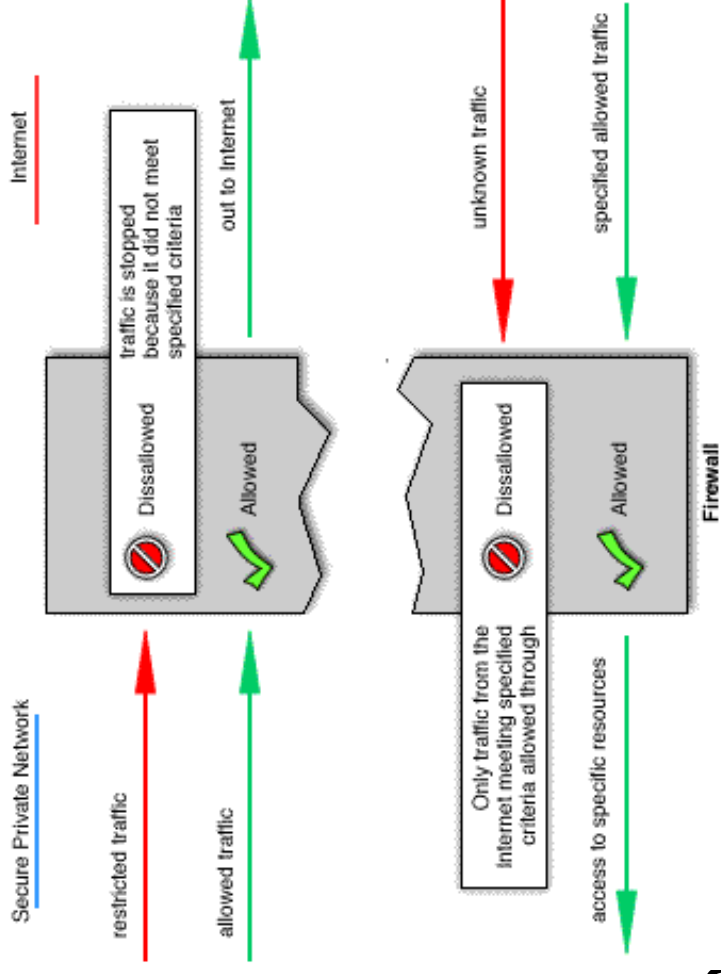 Secure Private Network
Internet
restricted traffic
Dissallowed
traffic is stopped
because it did not meet
specified criteria
allowed traffic
Allowed
out to Internet
Only traffic from the
Internet meeting specified
criteria allowed through
Dissallowed
unknown traffic
access to specific resources
Allowed
specified allowed traffic
Firewall